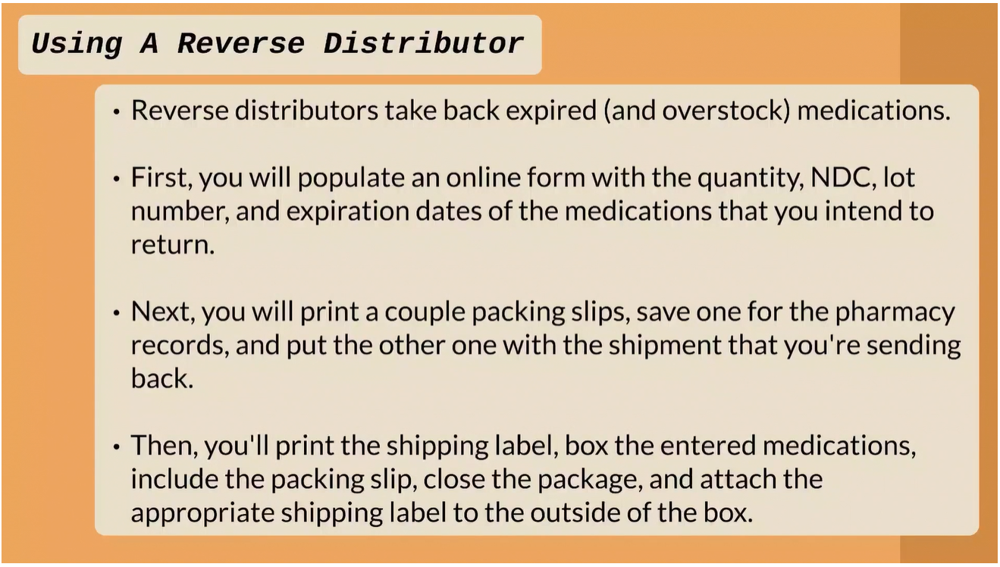 Using A Reverse Distributor
• Reverse distributors take back expired (and overstock) medications.
• First, you will populate an online form with the quantity, NDC, lot
number, and expiration dates of the medications that you intend to
return.
• Next, you will print a couple packing slips, save one for the pharmacy
records, and put the other one with the shipment that you're sending
back.
• Then, you'll print the shipping label, box the entered medications,
include the packing slip, close the package, and attach the
appropriate shipping label to the outside of the box.